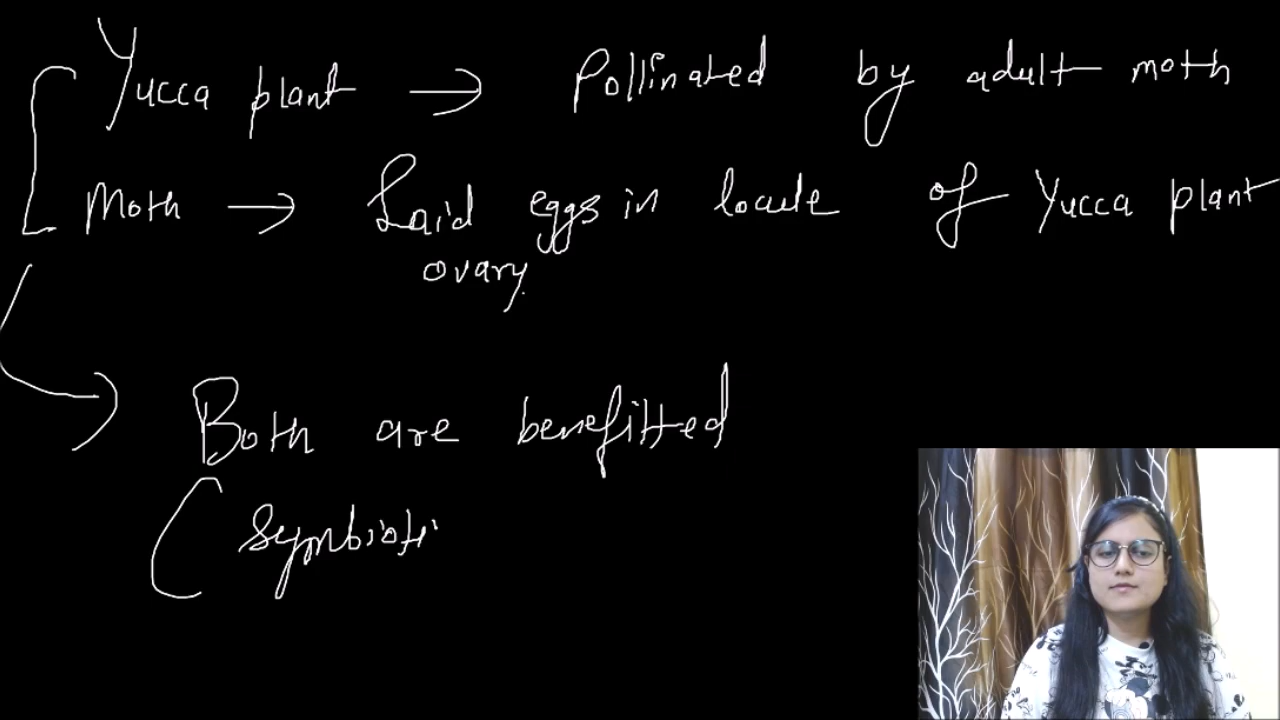 Yucca plant → Pollinated by adult moth
Moth → Laid eggs in locule of Yucca plant
ovary
Both are benefitted
(Symbioti